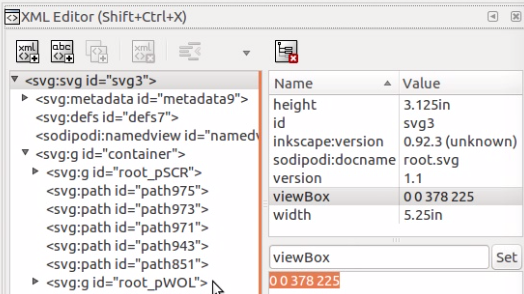 XML Editor (Shift+Ctrl+X)
xml
abc
<svg:svg id="svg3">
<svg:metadata id="metadata9">
<svg:defs id="defs7">
<sodipodi:namedview id="namedv
<svg:g id="container">
<svg:g id="root_pSCR">
<svg:path id="path975">
<svg:path id="path973">
<svg:path id="path971">
<svg:path id="path943">
<svg:path id="path851">
<svg:g id="root_pWOL">
Name Value
height 3.125in
id svg3
inkscape:version 0.92.3 (unknown)
sodipodi:docname root.svg
version 1.1
viewBox 0 0 378 225
width 5.25in
viewBox Set
0 0 378 225